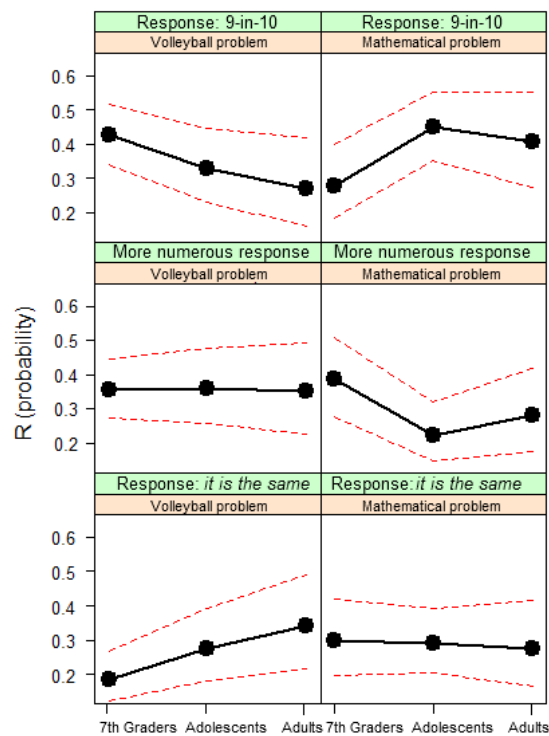 Response: 9-in-10 Response: 9-in-10
Volleyball problem Mathematical problem
0.6
0.5
0.4
0.3
0.2
More numerous response More numerous response
Volleyball problem Mathematical problem
0.6
0.5
0.4
0.3
0.2
R (probability)
Response: it is the same Response: it is the same
Volleyball problem Mathematical problem
0.6
0.5
0.4
0.3
0.2
7th Graders Adolescents Adults 7th Graders Adolescents Adults